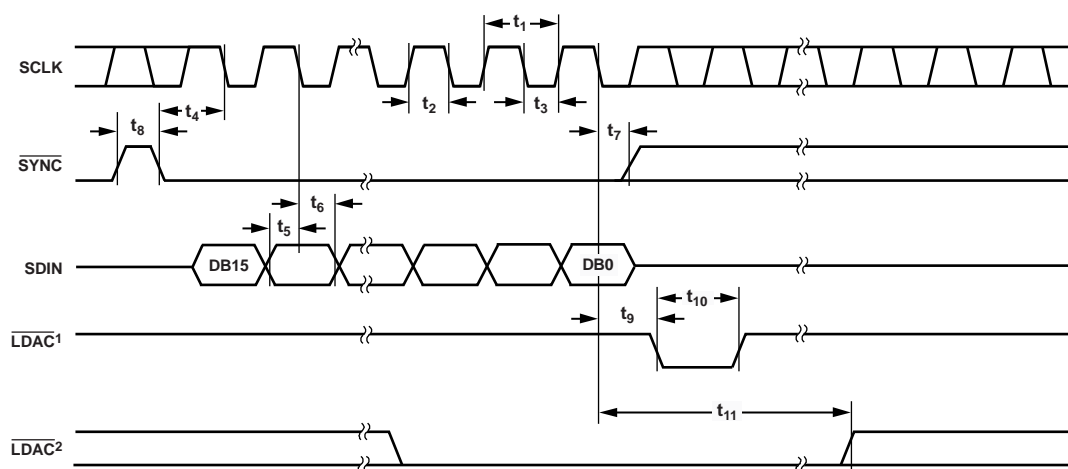 t1
SCLK
t4
t2
t3
t8
t7
SYNC
t6
t5
SDIN
DB15
DB0
t10
t9
LDAC1
t11
LDAC2